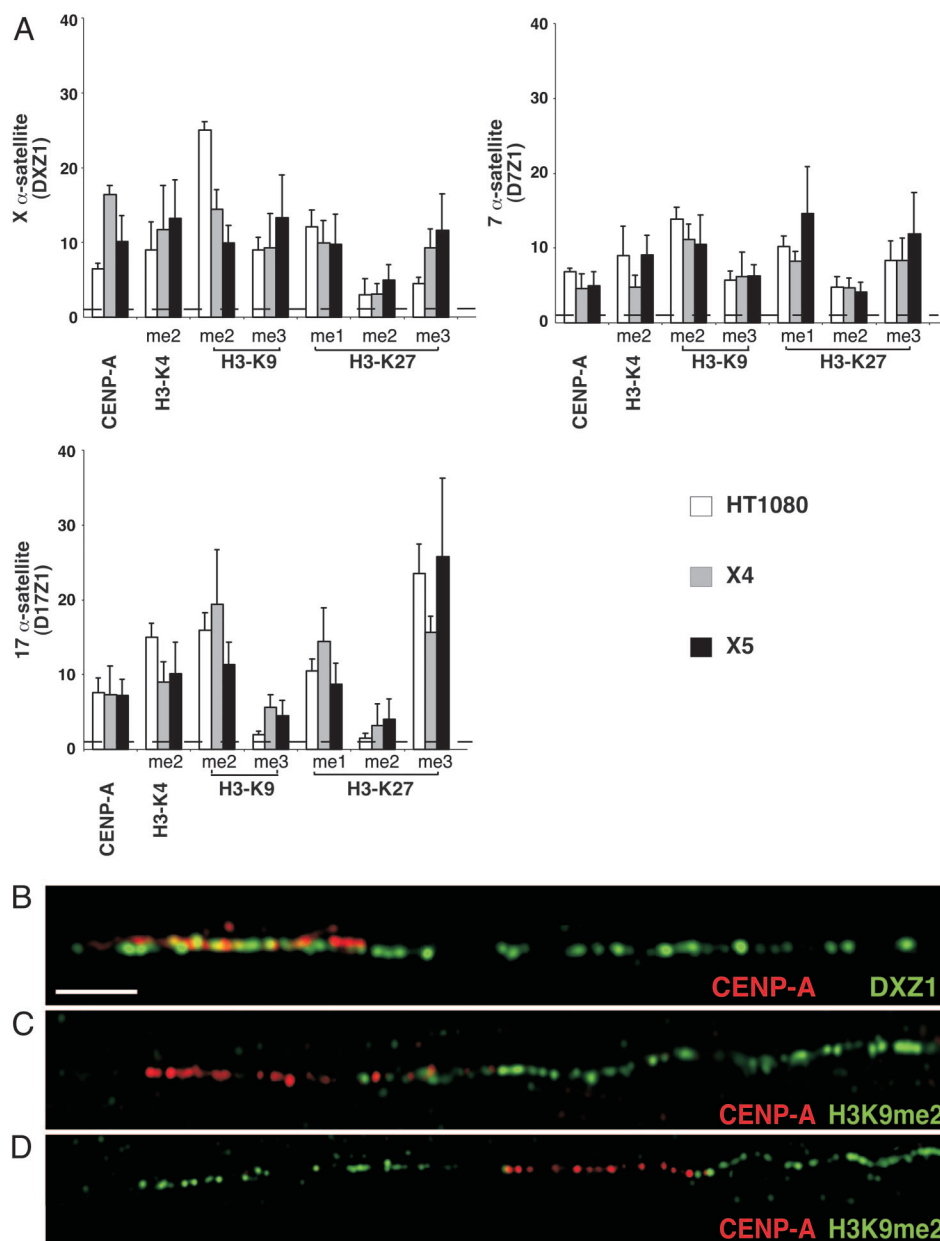 A
40
30
20
10
0
X α-satellite
(DXZ1)
me2
me2
me3
me1
me2
me3
CENP-A
H3-K4
H3-K9
H3-K27
40
30
20
10
0
7 α-satellite
(D7Z1)
me2
me2
me3
me1
me2
me3
CENP-A
H3-K4
H3-K9
H3-K27
40
30
20
10
0
17 α-satellite
(D17Z1)
me2
me2
me3
me1
me2
me3
CENP-A
H3-K4
H3-K9
H3-K27
HT1080
X4
X5
B
CENP-A DXZ1
C
CENP-A H3K9me2
D
CENP-A H3K9me2